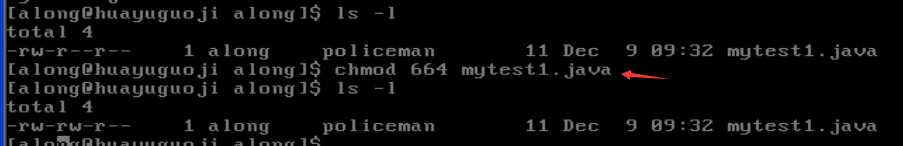 [along@huayuguoji along]$ ls -l
total 4
-rw-r--r-- 1 along policeman 11 Dec 9 09:32 mytest1.java
[along@huayuguoji along]$ chmod 664 mytest1.java
[along@huayuguoji along]$ ls -l
total 4
-rw-rw-r-- 1 along policeman 11 Dec 9 09:32 mytest1.java
[along@huayuguoji along]$